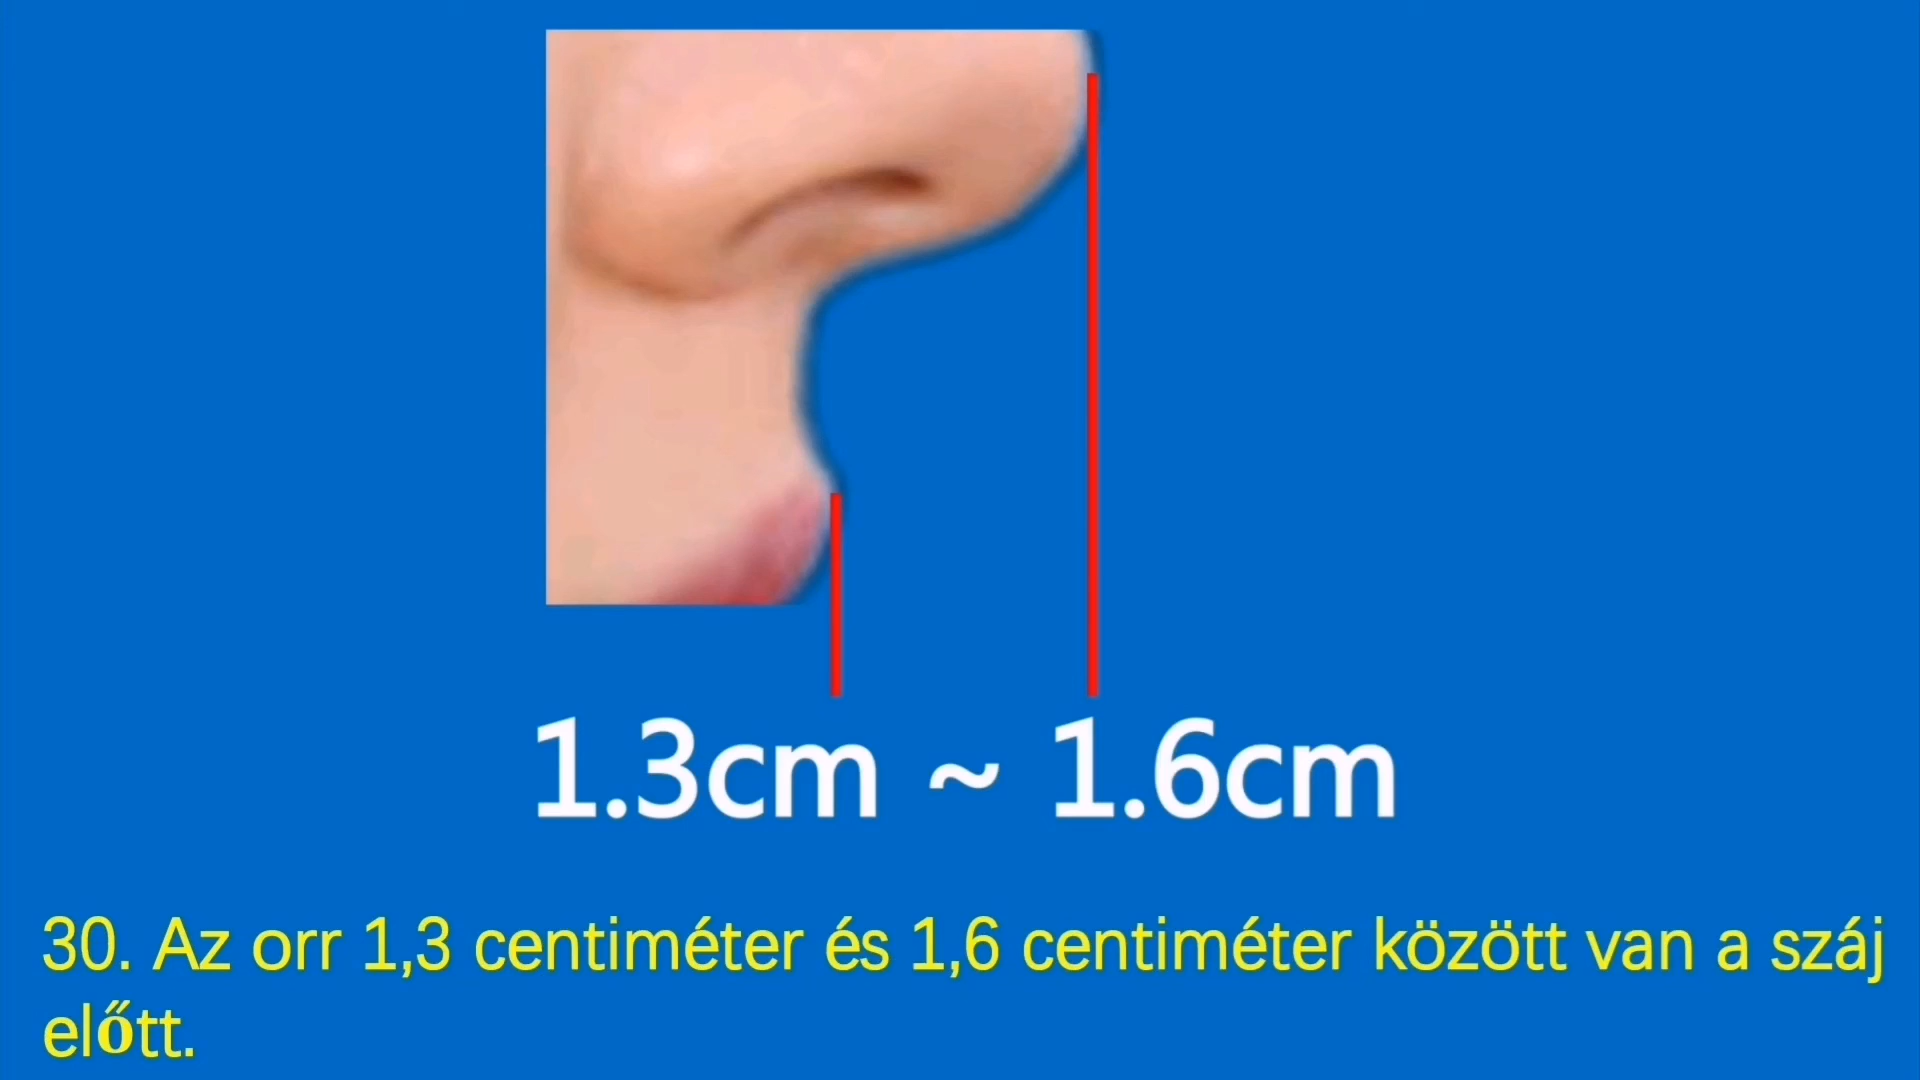 1.3cm ~ 1.6cm
30. Az orr 1,3 centiméter és 1,6 centiméter között van a száj
előtt.